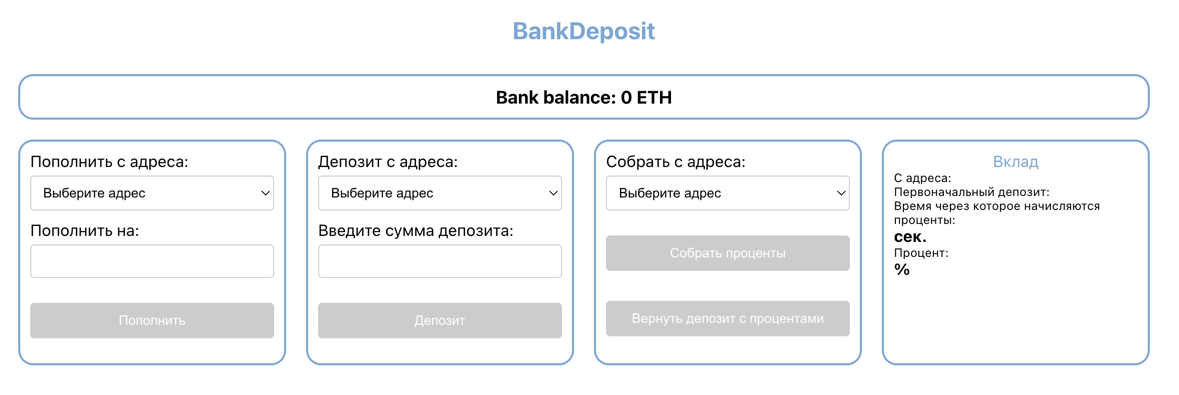 BankDeposit
Bank balance: 0 ETH
Пополнить с адреса:
Выберите адрес
Пополнить на:
Пополнить
Депозит с адреса:
Выберите адрес
Введите сумма депозита:
Депозит
Собрать с адреса:
Выберите адрес
Собрать проценты
Вернуть депозит с процентами
Вклад
С адреса:
Первоначальный депозит:
Время через которое начисляются
проценты:
сек.
Процент:
%